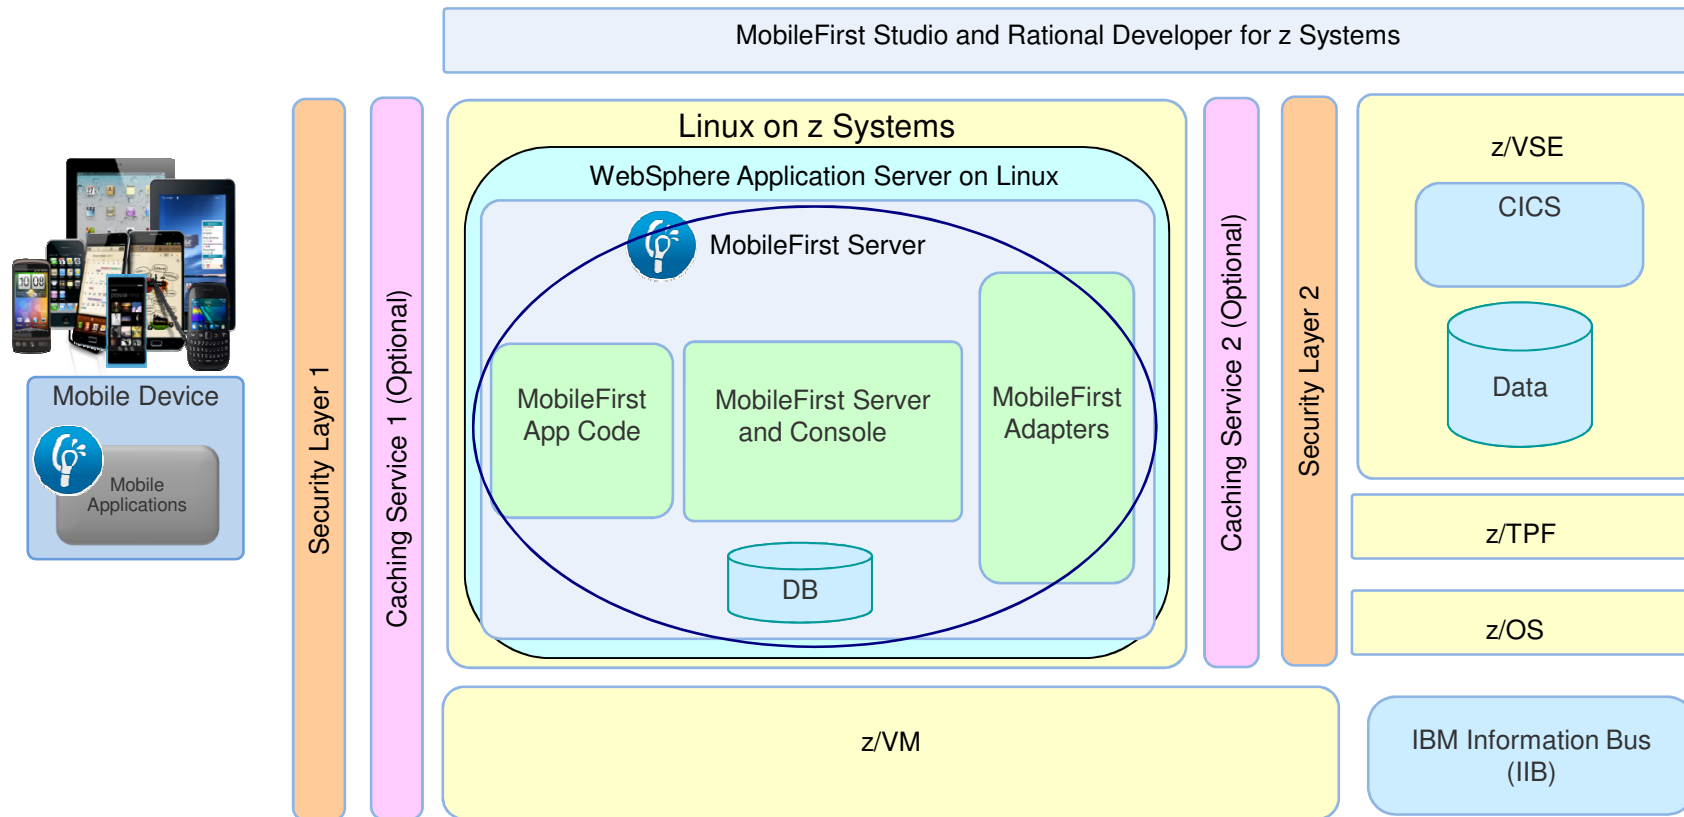 MobileFirst Studio and Rational Developer for z Systems
Mobile Device
Mobile
Applications
Security Layer 1
Caching Service 1 (Optional)
Linux on z Systems
WebSphere Application Server on Linux
MobileFirst Server
MobileFirst
App Code
MobileFirst Server
and Console
MobileFirst
Adapters
DB
Caching Service 2 (Optional)
Security Layer 2
z/VSE
CICS
Data
z/TPF
z/OS
z/VM
IBM Information Bus
(IIB)